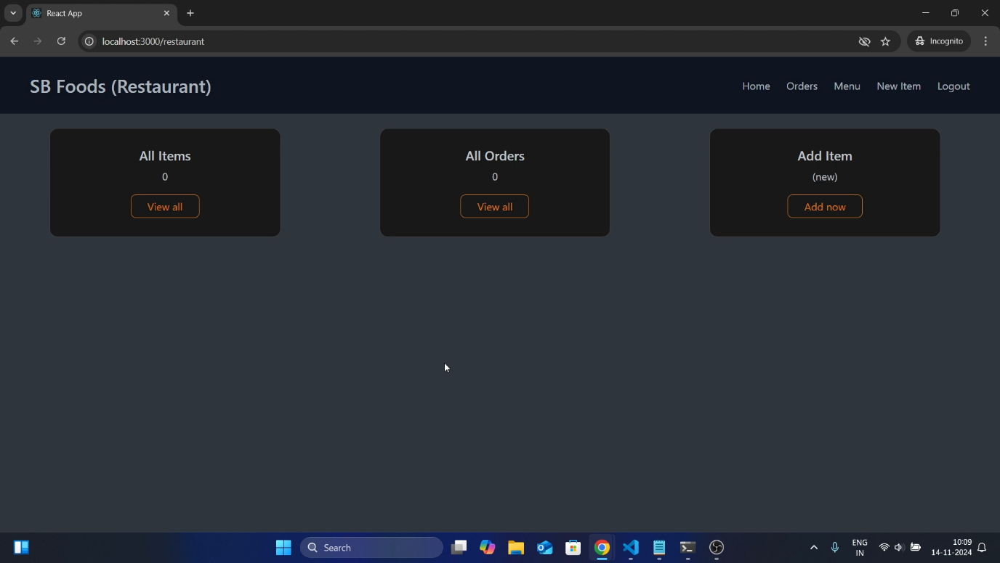 React App
localhost:3000/restaurant
Incognito
SB Foods (Restaurant)
Home Orders Menu New Item Logout
All Items
0
View all
All Orders
0
View all
Add Item
(new)
Add now
Search
ENG
IN
10:09
14-11-2024